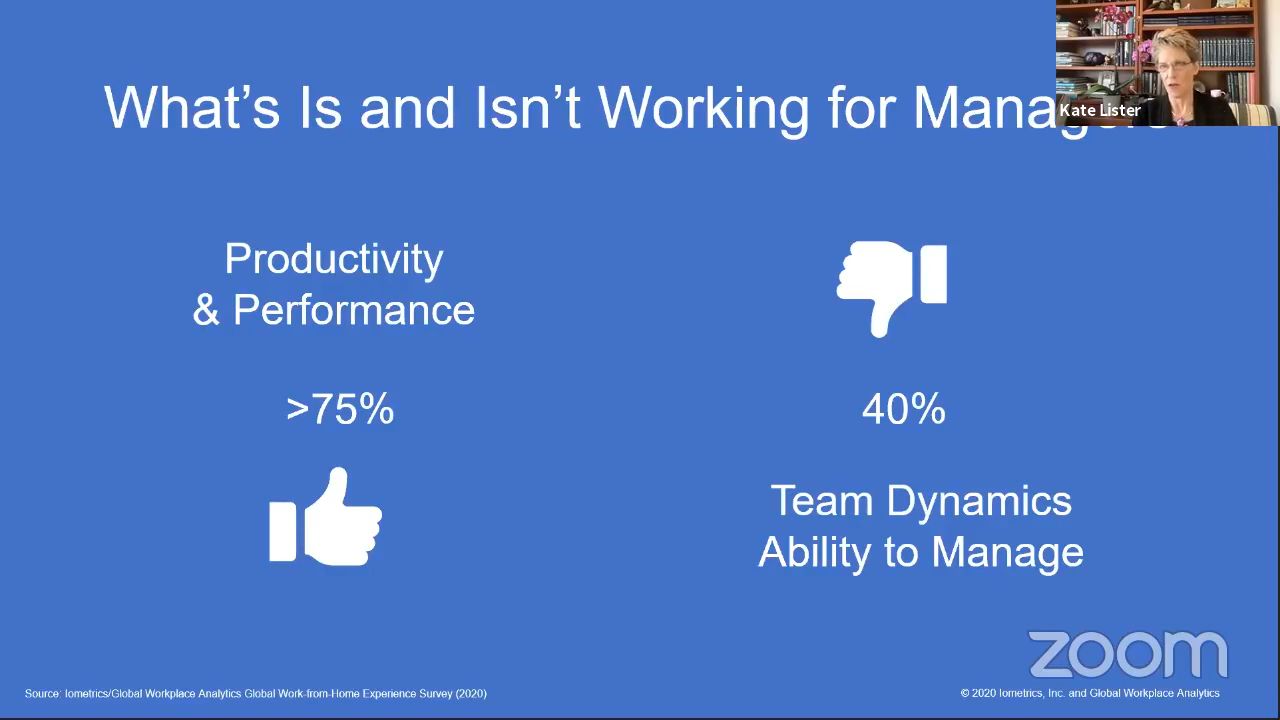 What's Is and Isn't Working for Managers
Kate Lister
Productivity
& Performance
>75%
40%
Team Dynamics
Ability to Manage
zoom
Source: Iometrics/Global Workplace Analytics Global Work-from-Home Experience Survey (2020)
© 2020 Iometrics, Inc. and Global Workplace Analytics